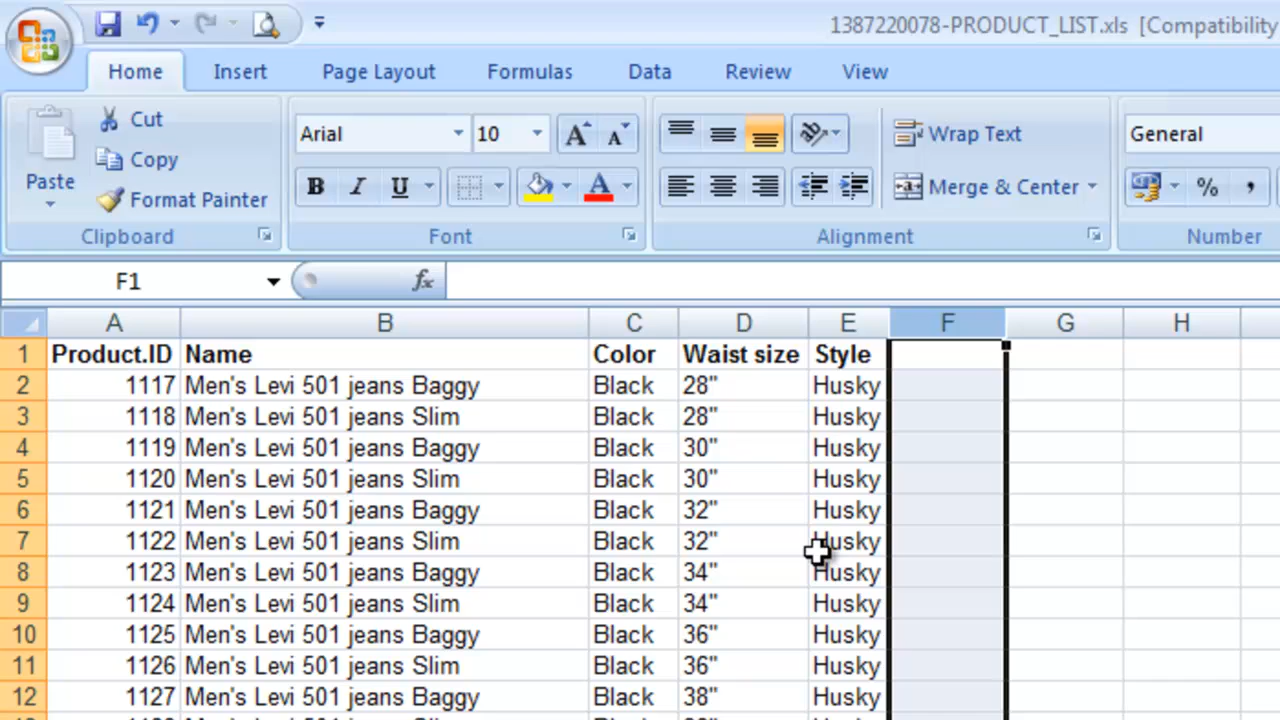 1387220078-PRODUCT_LIST.xls [Compatibility
Home Insert Page Layout Formulas Data Review View
Cut
Arial 10 Wrap Text General
Copy
Paste
B I U A Merge & Center % ,
Format Painter
Clipboard Font Alignment Number
F1 fx
A B C D E F G H
1 Product.ID Name Color Waist size Style
2 1117 Men's Levi 501 jeans Baggy Black 28" Husky
3 1118 Men's Levi 501 jeans Slim Black 28" Husky
4 1119 Men's Levi 501 jeans Baggy Black 30" Husky
5 1120 Men's Levi 501 jeans Slim Black 30" Husky
6 1121 Men's Levi 501 jeans Baggy Black 32" Husky
7 1122 Men's Levi 501 jeans Slim Black 32" Husky
8 1123 Men's Levi 501 jeans Baggy Black 34" Husky
9 1124 Men's Levi 501 jeans Slim Black 34" Husky
10 1125 Men's Levi 501 jeans Baggy Black 36" Husky
11 1126 Men's Levi 501 jeans Slim Black 36" Husky
12 1127 Men's Levi 501 jeans Baggy Black 38" Husky